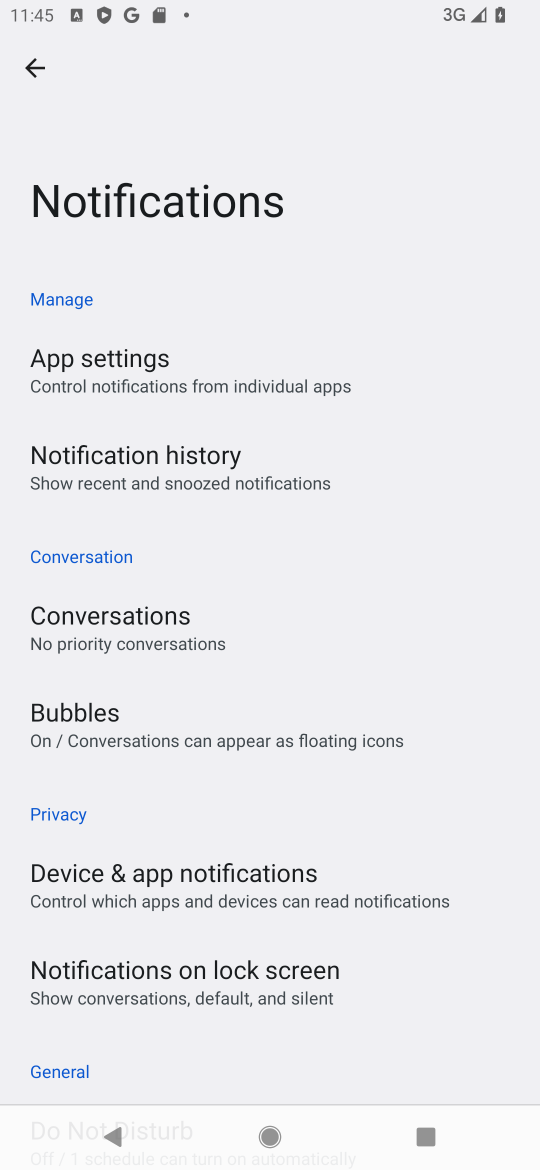 11:45
3G
Notifications
Manage
App settings
Control notifications from individual apps
Notification history
Show recent and snoozed notifications
Conversation
Conversations
No priority conversations
Bubbles
On / Conversations can appear as floating icons
Privacy
Device & app notifications
Control which apps and devices can read notifications
Notifications on lock screen
Show conversations, default, and silent
General
Do Not Disturb
Off / 1 schedule can turn on automatically